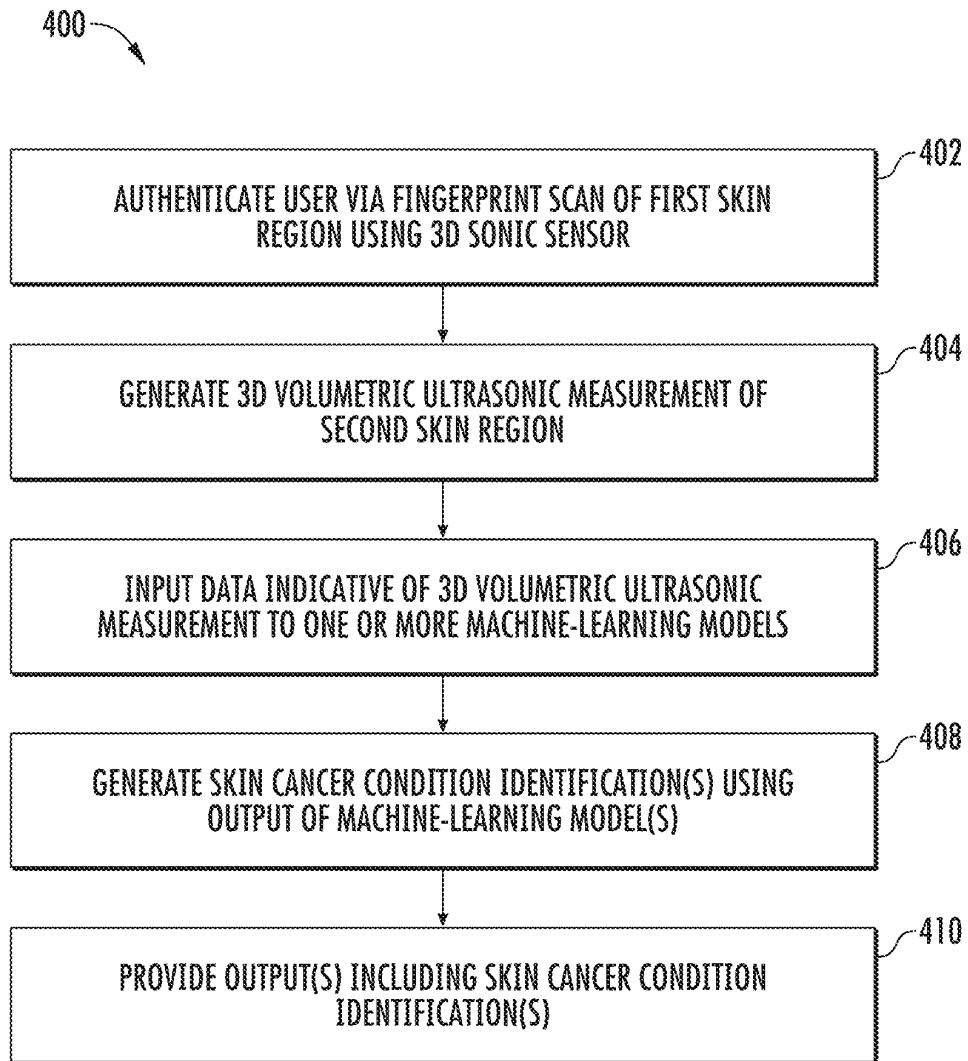 400
402
AUTHENTICATE USER VIA FINGERPRINT SCAN OF FIRST SKIN
REGION USING 3D SONIC SENSOR
404
GENERATE 3D VOLUMETRIC ULTRASONIC MEASUREMENT OF
SECOND SKIN REGION
406
INPUT DATA INDICATIVE OF 3D VOLUMETRIC ULTRASONIC
MEASUREMENT TO ONE OR MORE MACHINE-LEARNING MODELS
408
GENERATE SKIN CANCER CONDITION IDENTIFICATION(S) USING
OUTPUT OF MACHINE-LEARNING MODEL(S)
410
PROVIDE OUTPUT(S) INCLUDING SKIN CANCER CONDITION
IDENTIFICATION(S)